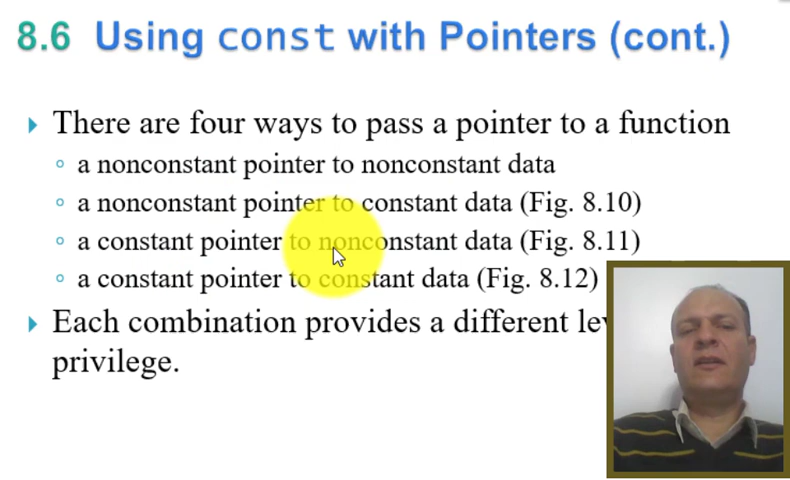 8.6 Using const with Pointers (cont.)
There are four ways to pass a pointer to a function
a nonconstant pointer to nonconstant data
a nonconstant pointer to constant data (Fig. 8.10)
a constant pointer to nonconstant data (Fig. 8.11)
a constant pointer to constant data (Fig. 8.12)
Each combination provides a different
privilege.